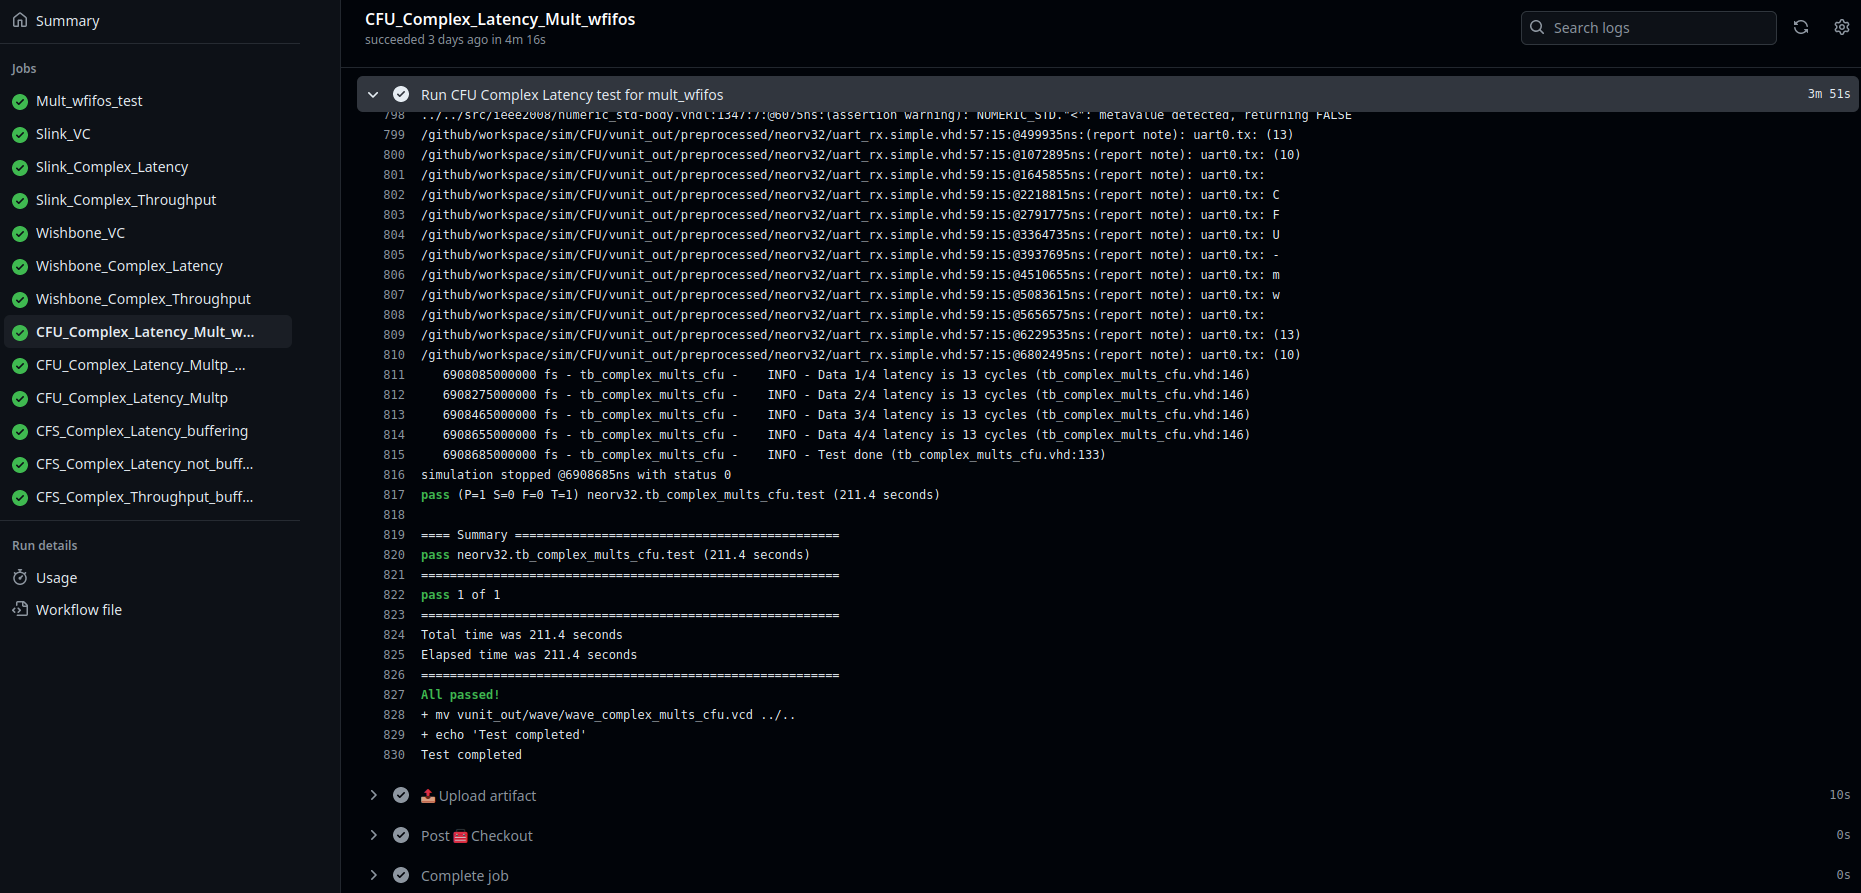 Summary
Jobs
Mult_wfifos_test
Slink_VC
Slink_Complex_Latency
Slink_Complex_Throughput
Wishbone_VC
Wishbone_Complex_Latency
Wishbone_Complex_Throughput
CFU_Complex_Latency_Mult_w...
CFU_Complex_Latency_Multp_...
CFU_Complex_Latency_Multp
CFS_Complex_Latency_buffering
CFS_Complex_Latency_not_buff...
CFS_Complex_Throughput_buff...
Run details
Usage
Workflow file
CFU_Complex_Latency_Mult_wfifos
succeeded 3 days ago in 4m 16s
Search logs
Run CFU Complex Latency test for mult_wfifos 3m 51s
798 ../../src/ieee2008/numeric_std-body.vhdl:1347:7:@6075ns:(assertion warning): NUMERIC_STD."<": metavalue detected, returning FALSE
799 /github/workspace/sim/CFU/vunit_out/preprocessed/neorv32/uart_rx.simple.vhd:57:15:@499935ns:(report note): uart0.tx: (13)
800 /github/workspace/sim/CFU/vunit_out/preprocessed/neorv32/uart_rx.simple.vhd:57:15:@1072895ns:(report note): uart0.tx: (10)
801 /github/workspace/sim/CFU/vunit_out/preprocessed/neorv32/uart_rx.simple.vhd:59:15:@1645855ns:(report note): uart0.tx:
802 /github/workspace/sim/CFU/vunit_out/preprocessed/neorv32/uart_rx.simple.vhd:59:15:@2218815ns:(report note): uart0.tx: C
803 /github/workspace/sim/CFU/vunit_out/preprocessed/neorv32/uart_rx.simple.vhd:59:15:@2791775ns:(report note): uart0.tx: F
804 /github/workspace/sim/CFU/vunit_out/preprocessed/neorv32/uart_rx.simple.vhd:59:15:@3364735ns:(report note): uart0.tx: U
805 /github/workspace/sim/CFU/vunit_out/preprocessed/neorv32/uart_rx.simple.vhd:59:15:@3937695ns:(report note): uart0.tx: -
806 /github/workspace/sim/CFU/vunit_out/preprocessed/neorv32/uart_rx.simple.vhd:59:15:@4510655ns:(report note): uart0.tx: m
807 /github/workspace/sim/CFU/vunit_out/preprocessed/neorv32/uart_rx.simple.vhd:59:15:@5083615ns:(report note): uart0.tx: w
808 /github/workspace/sim/CFU/vunit_out/preprocessed/neorv32/uart_rx.simple.vhd:59:15:@5656575ns:(report note): uart0.tx:
809 /github/workspace/sim/CFU/vunit_out/preprocessed/neorv32/uart_rx.simple.vhd:57:15:@6229535ns:(report note): uart0.tx: (13)
810 /github/workspace/sim/CFU/vunit_out/preprocessed/neorv32/uart_rx.simple.vhd:57:15:@6802495ns:(report note): uart0.tx: (10)
811 6908085000000 fs - tb_complex_mults_cfu - INFO - Data 1/4 latency is 13 cycles (tb_complex_mults_cfu.vhd:146)
812 6908275000000 fs - tb_complex_mults_cfu - INFO - Data 2/4 latency is 13 cycles (tb_complex_mults_cfu.vhd:146)
813 6908465000000 fs - tb_complex_mults_cfu - INFO - Data 3/4 latency is 13 cycles (tb_complex_mults_cfu.vhd:146)
814 6908655000000 fs - tb_complex_mults_cfu - INFO - Data 4/4 latency is 13 cycles (tb_complex_mults_cfu.vhd:146)
815 6908685000000 fs - tb_complex_mults_cfu - INFO - Test done (tb_complex_mults_cfu.vhd:133)
816 simulation stopped @6908685ns with status 0
817 pass (P=1 S=0 F=0 T=1) neorv32.tb_complex_mults_cfu.test (211.4 seconds)
818
819 ==== Summary =============================================
820 pass neorv32.tb_complex_mults_cfu.test (211.4 seconds)
821 ==========================================================
822 pass 1 of 1
823 ==========================================================
824 Total time was 211.4 seconds
825 Elapsed time was 211.4 seconds
826 ==========================================================
827 All passed!
828 + mv vunit_out/wave/wave_complex_mults_cfu.vcd ../..
829 + echo 'Test completed'
830 Test completed
Upload artifact 10s
Post Checkout 0s
Complete job 0s